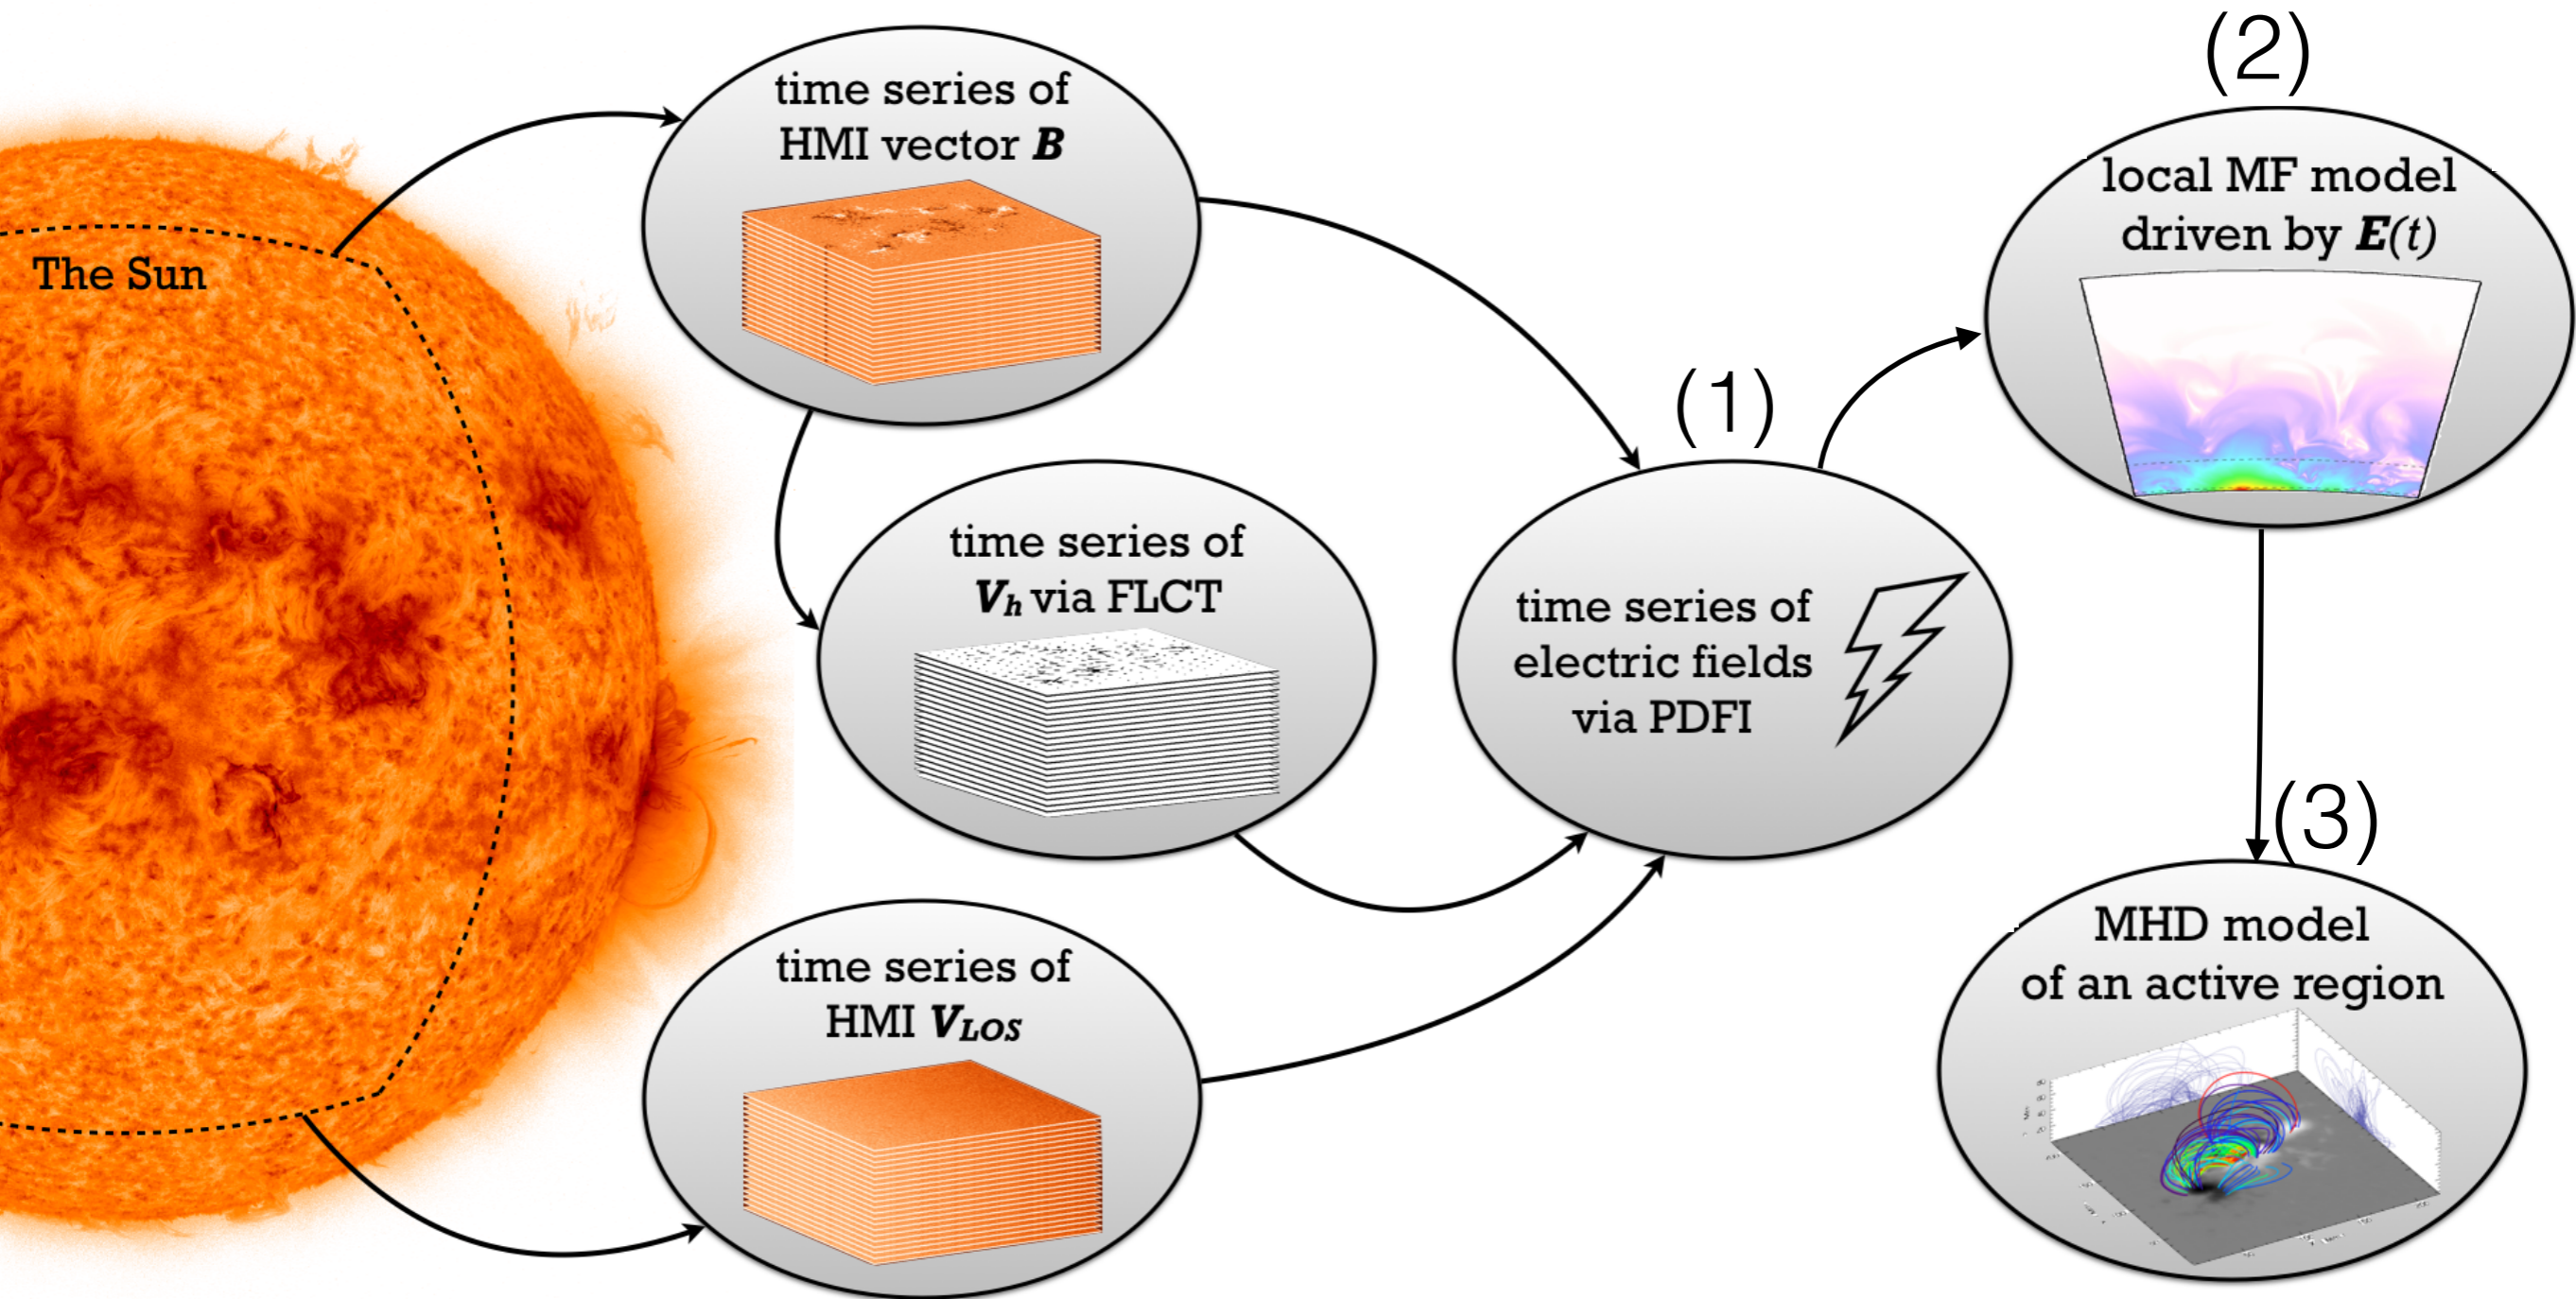 The Sun
time series of
HMI vector B
time series of
Vh via FLCT
time series of
HMI VLOS
(1)
time series of
electric fields
via PDFI
(2)
local MF model
driven by E(t)
(3)
MHD model
of an active region